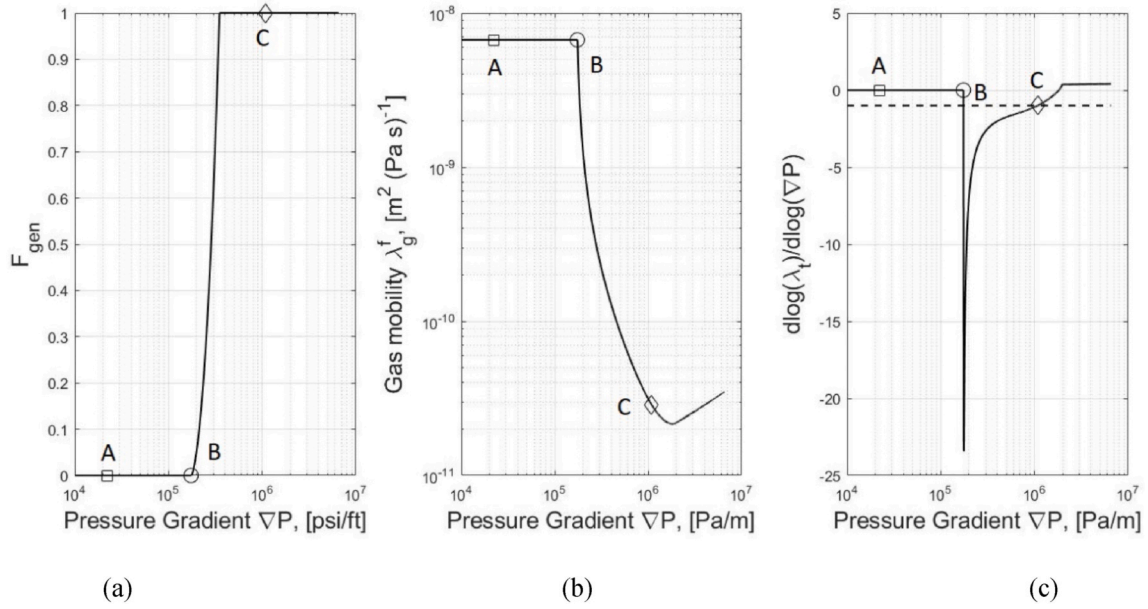 1
0.9
0.8
0.7
0.6
0.5
0.4
0.3
0.2
0.1
0
F_gen
A
B
C
10^4 10^5 10^6 10^7
Pressure Gradient ∇P, [psi/ft]
(a)
10^-8
10^-9
10^-10
10^-11
Gas mobility λ_g^f, [m^2 (Pa s)^-1]
A
B
C
10^4 10^5 10^6 10^7
Pressure Gradient ∇P, [Pa/m]
(b)
5
0
-5
-10
-15
-20
-25
dlog(λ_t)/dlog(∇P)
A
B
C
10^4 10^5 10^6 10^7
Pressure Gradient ∇P, [Pa/m]
(c)